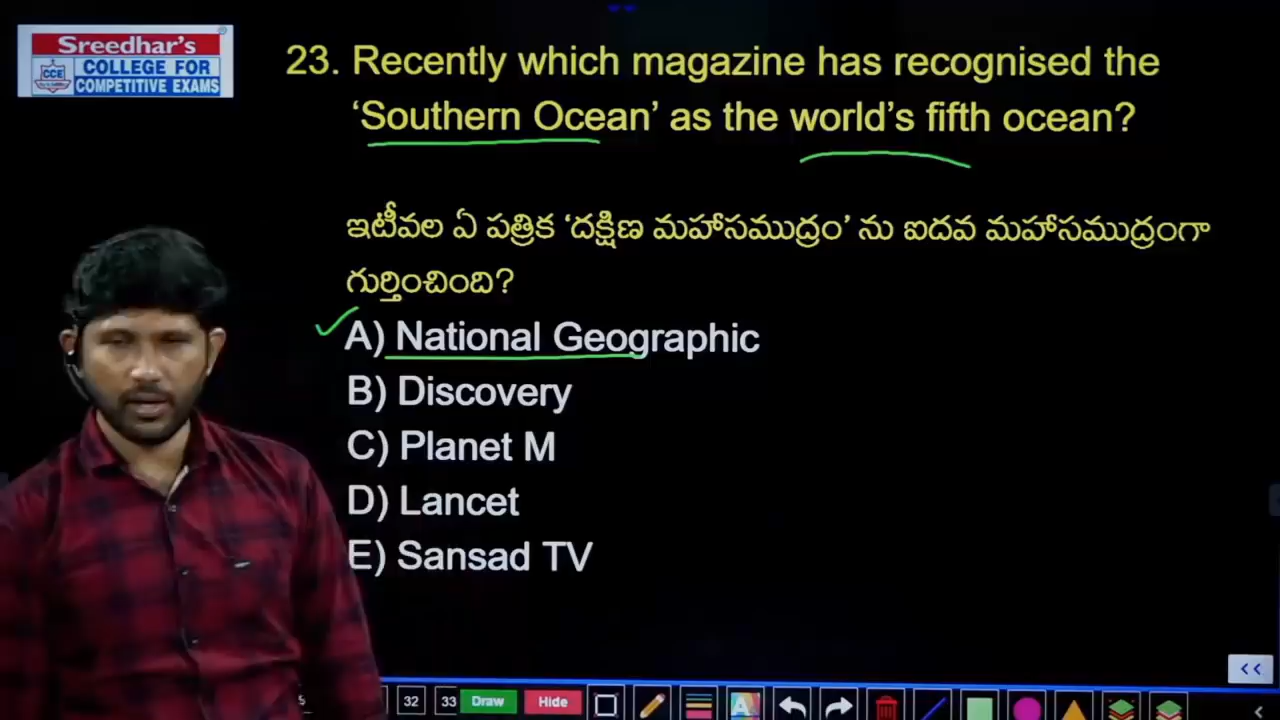 Sreedhar's
CCE
COLLEGE FOR
COMPETITIVE EXAMS
23. Recently which magazine has recognised the
‘Southern Ocean’ as the world’s fifth ocean?
ఇటీవల ఏ పత్రిక ‘దక్షిణ మహాసముద్రం’ ను ఐదవ మహాసముద్రంగా
గుర్తించింది?
A) National Geographic
B) Discovery
C) Planet M
D) Lancet
E) Sansad TV
32 33 Draw Hide